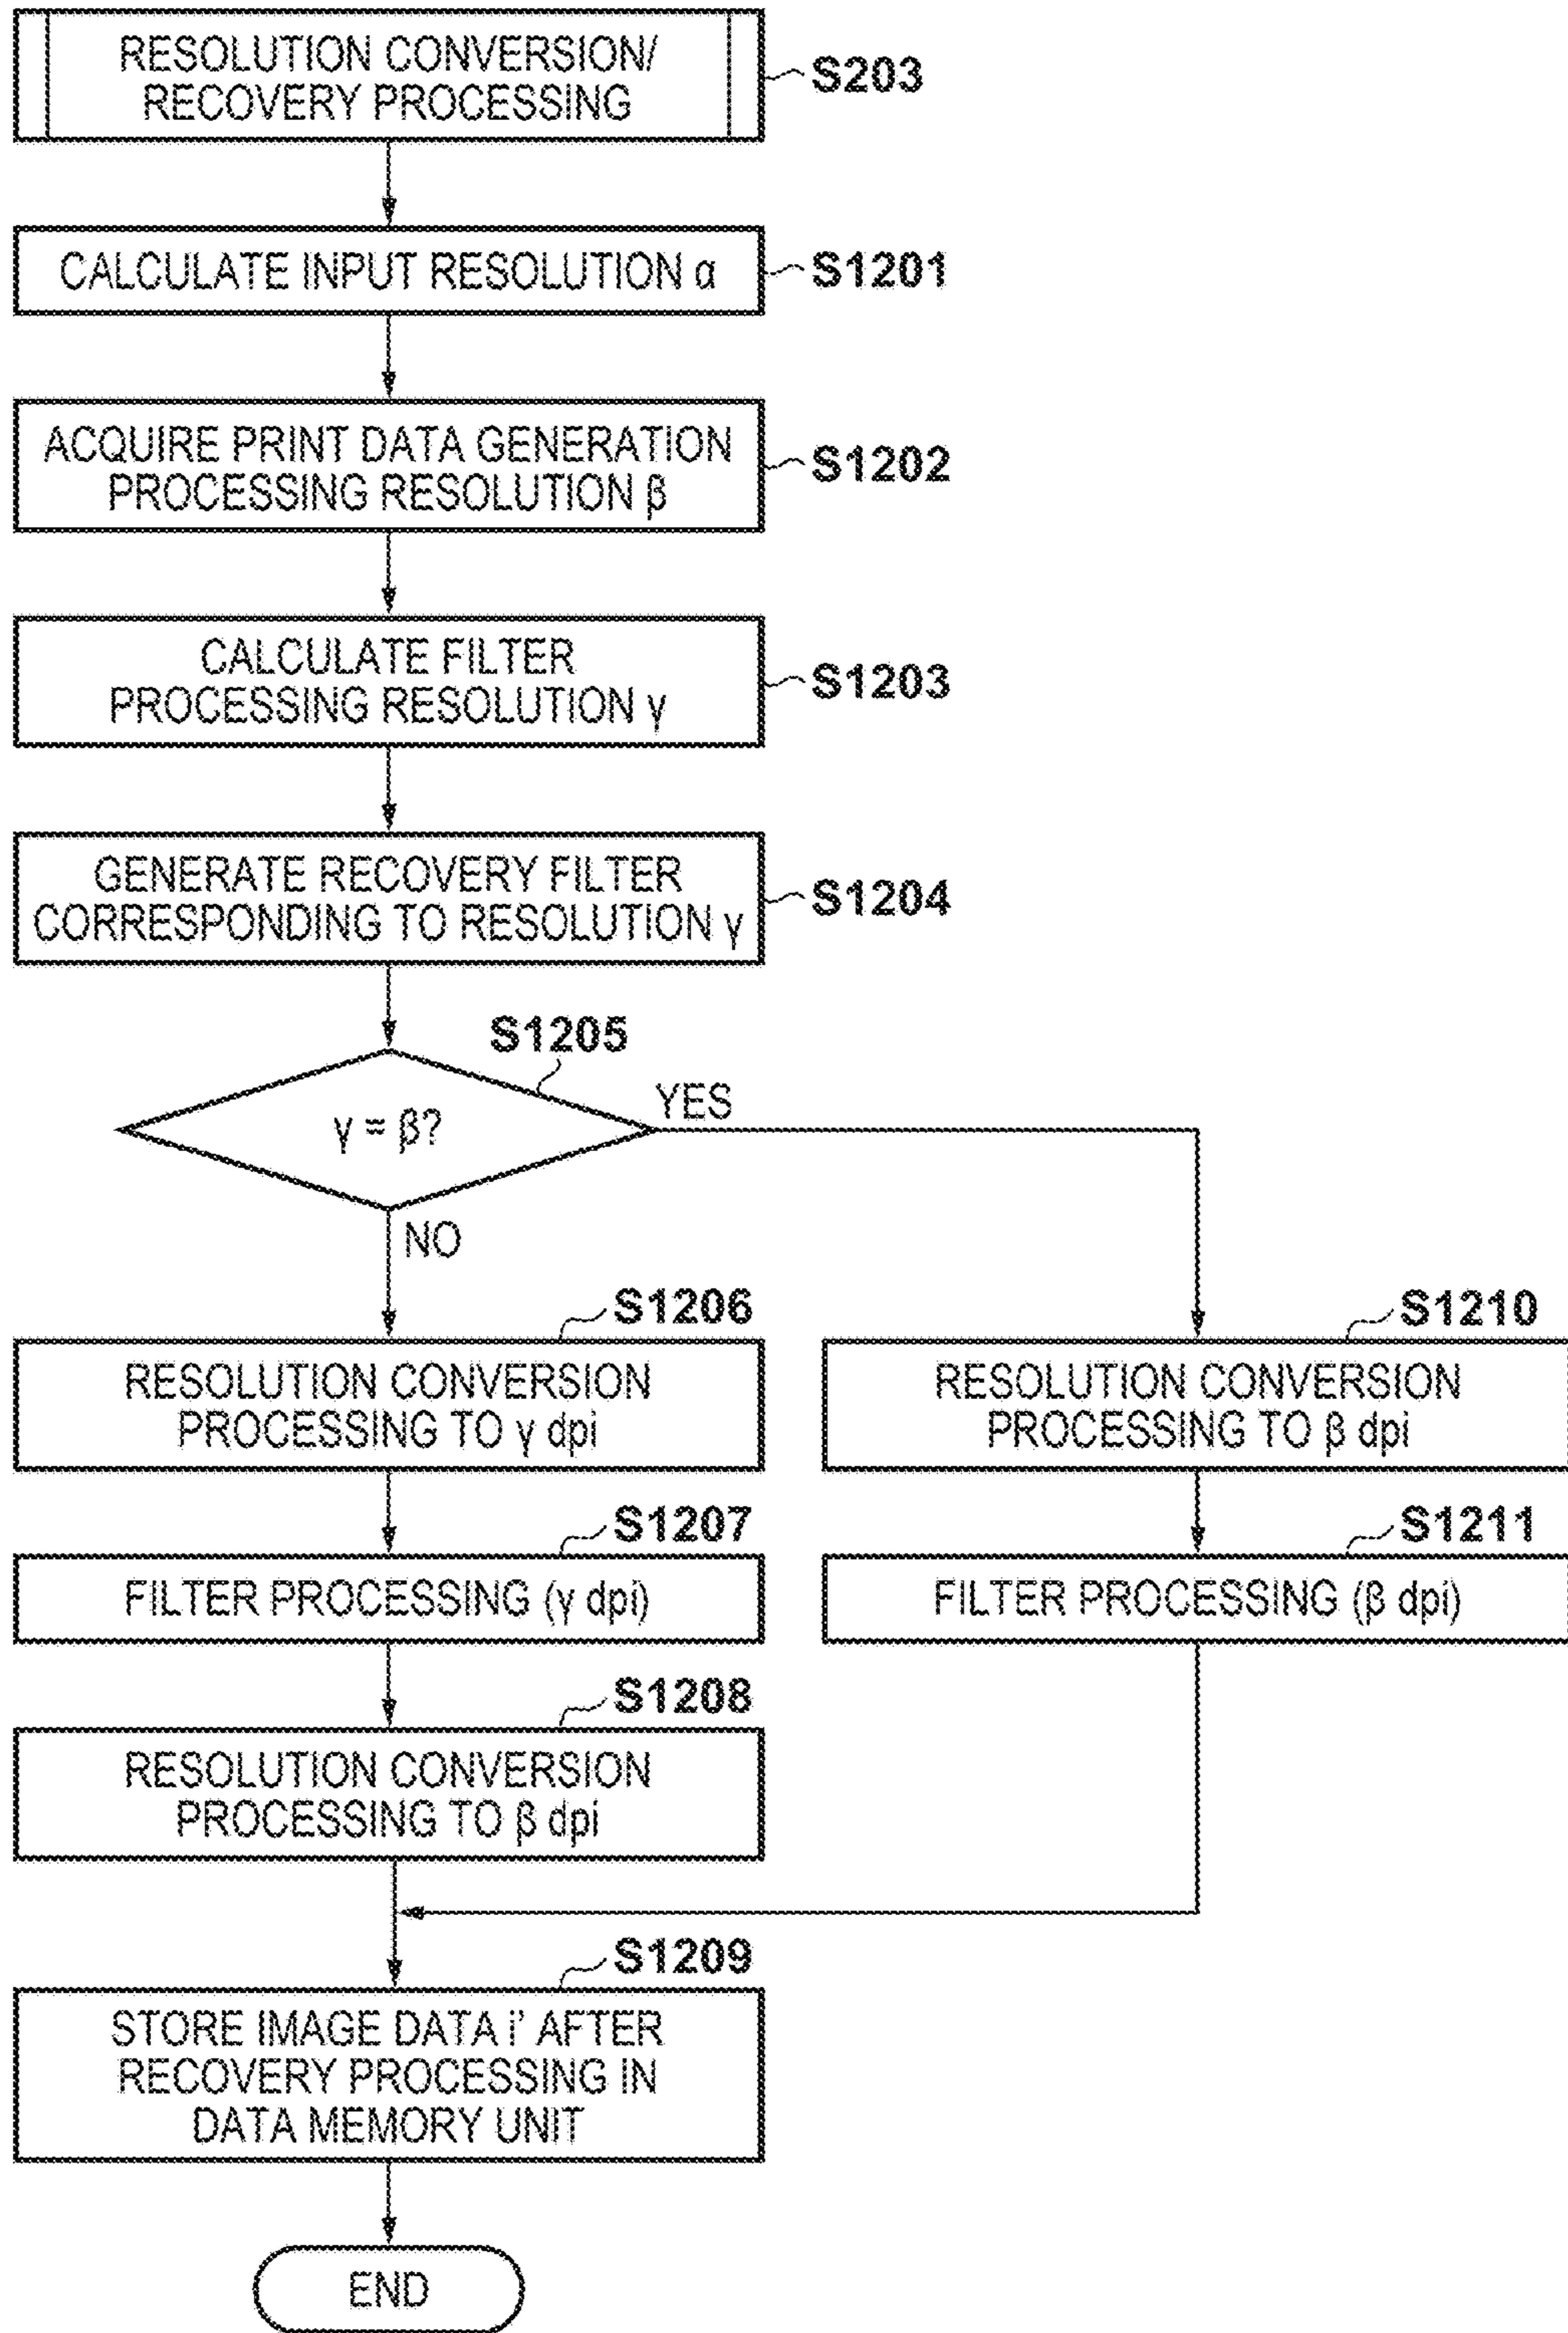 RESOLUTION CONVERSION/
RECOVERY PROCESSING
S203
CALCULATE INPUT RESOLUTION α
S1201
ACQUIRE PRINT DATA GENERATION
PROCESSING RESOLUTION β
S1202
CALCULATE FILTER
PROCESSING RESOLUTION γ
S1203
GENERATE RECOVERY FILTER
CORRESPONDING TO RESOLUTION γ
S1204
S1205
γ = β?
YES
NO
S1206
RESOLUTION CONVERSION
PROCESSING TO γ dpi
S1210
RESOLUTION CONVERSION
PROCESSING TO β dpi
S1207
FILTER PROCESSING (γ dpi)
S1211
FILTER PROCESSING (β dpi)
S1208
RESOLUTION CONVERSION
PROCESSING TO β dpi
S1209
STORE IMAGE DATA i' AFTER
RECOVERY PROCESSING IN
DATA MEMORY UNIT
END